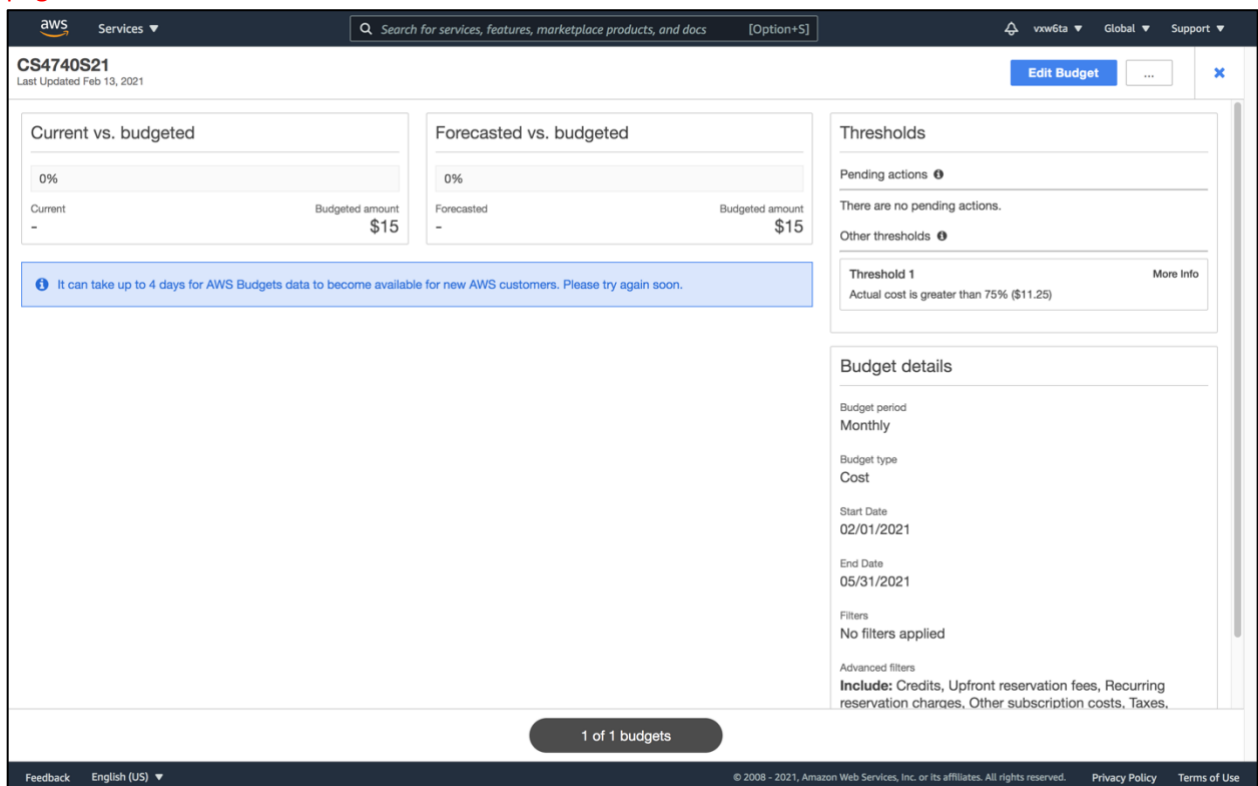 aws Services ▼ Search for services, features, marketplace products, and docs [Option+S] vxw6ta ▼ Global ▼ Support ▼
CS4740S21
Last Updated Feb 13, 2021
Edit Budget ...
Current vs. budgeted
0%
Current Budgeted amount
- $15
Forecasted vs. budgeted
0%
Forecasted Budgeted amount
- $15
It can take up to 4 days for AWS Budgets data to become available for new AWS customers. Please try again soon.
Thresholds
Pending actions
There are no pending actions.
Other thresholds
Threshold 1 More Info
Actual cost is greater than 75% ($11.25)
Budget details
Budget period
Monthly
Budget type
Cost
Start Date
02/01/2021
End Date
05/31/2021
Filters
No filters applied
Advanced filters
Include: Credits, Upfront reservation fees, Recurring
reservation charges, Other subscription costs, Taxes,
1 of 1 budgets
Feedback English (US) ▼ © 2008 - 2021, Amazon Web Services, Inc. or its affiliates. All rights reserved. Privacy Policy Terms of Use